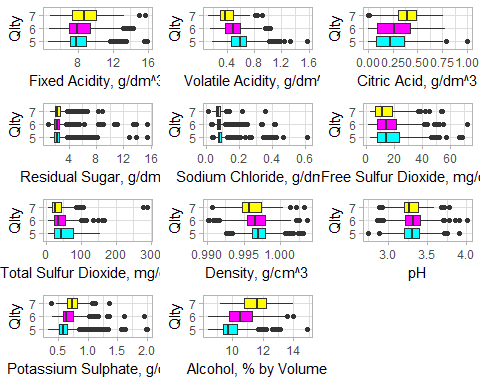 Qlty 7 6 5
8 12 16
Fixed Acidity, g/dm^3
Qlty 7 6 5
0.4 0.8 1.2 1.6
Volatile Acidity, g/dm^
Qlty 7 6 5
0.00 0.25 0.50 0.75 1.00
Citric Acid, g/dm^3
Qlty 7 6 5
4 8 12 16
Residual Sugar, g/dm
Qlty 7 6 5
0.0 0.2 0.4 0.6
Sodium Chloride, g/dm
Qlty 7 6 5
0 20 40 60
Free Sulfur Dioxide, mg/
Qlty 7 6 5
0 100 200 300
Total Sulfur Dioxide, mg/
Qlty 7 6 5
0.990 0.995 1.000
Density, g/cm^3
Qlty 7 6 5
3.0 3.5 4.0
pH
Qlty 7 6 5
0.5 1.0 1.5 2.0
Potassium Sulphate, g/
Qlty 7 6 5
10 12 14
Alcohol, % by Volume